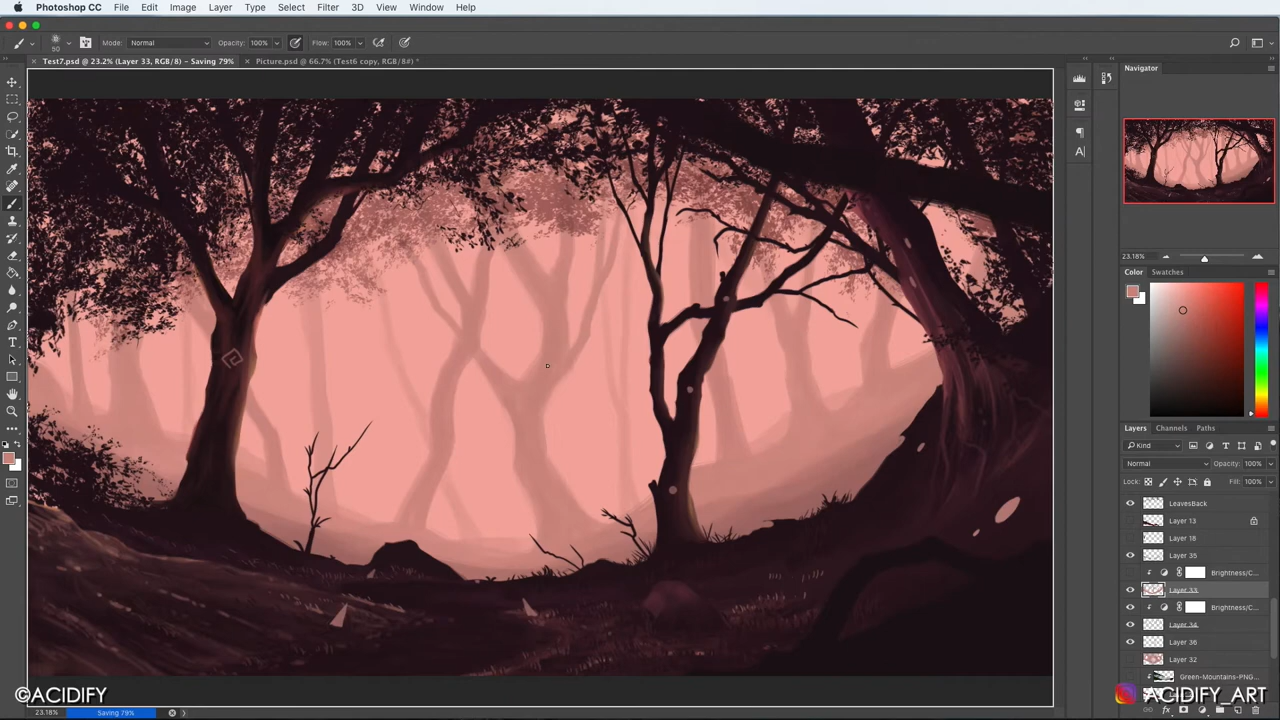 Photoshop CC File Edit Image Layer Type Select Filter 3D View Window Help
50 Mode: Normal Opacity: 100% Flow: 100%
Test7.psd @ 23.2% (Layer 33, RGB/8) - Saving 79% Picture.psd @ 66.7% (Test6 copy, RGB/8#) *
Navigator
23.18%
Color Swatches
Layers Channels Paths
Kind
Normal Opacity: 100%
Lock: Fill: 100%
LeavesBack
Layer 13
Layer 18
Layer 35
Brightness/C...
Layer 33
Brightness/C...
Layer 34
Layer 36
Layer 32
Green-Mountains-PNG...
©ACIDIFY
ACIDIFY_ART
23.18% Saving 79%